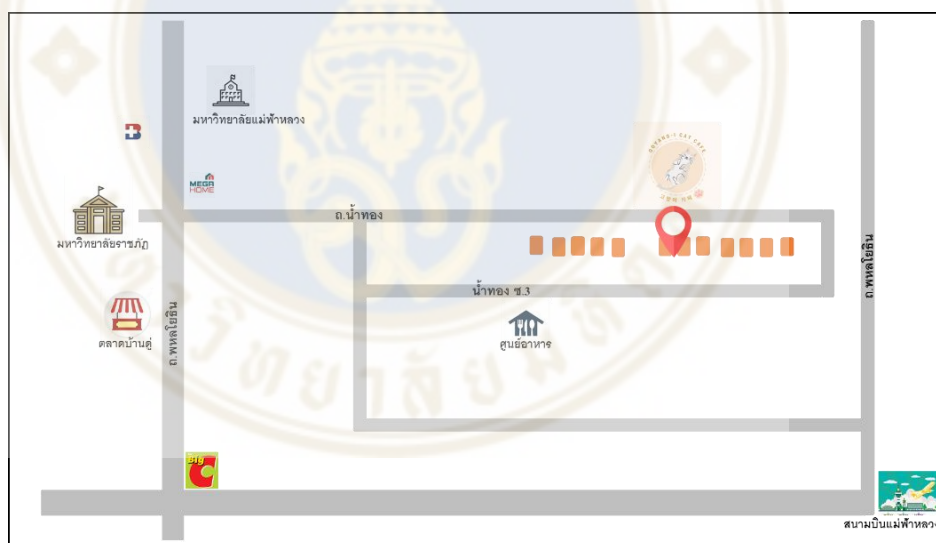 มหาวิทยาลัยแม่ฟ้าหลวง
MEGA
HOME
ถ.น้ำทอง
มหาวิทยาลัยราชภัฏ
น้ำทอง ซ.3
ถ.พหลโยธิน
ตลาดบ้านดู่
ถ.พหลโยธิน
ศูนย์อาหาร
Big
C
สนามบินแม่ฟ้าหลวง